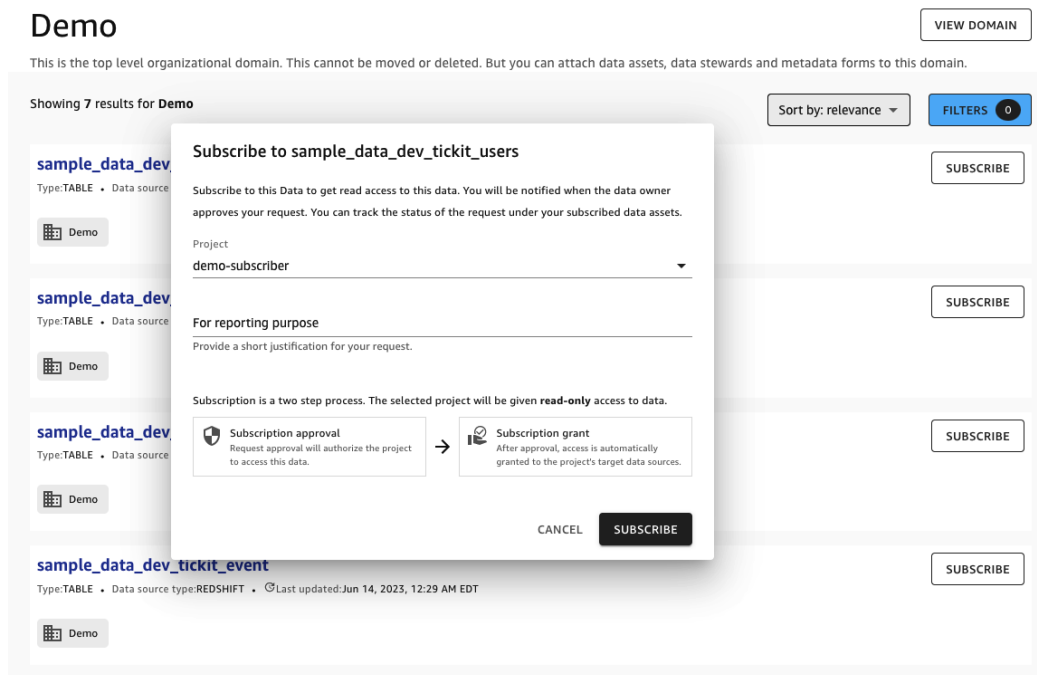 Demo
VIEW DOMAIN
This is the top level organizational domain. This cannot be moved or deleted. But you can attach data assets, data stewards and metadata forms to this domain.
Showing 7 results for Demo
Sort by: relevance
FILTERS 0
sample_data_dev_
Type:TABLE • Data source
Demo
SUBSCRIBE
sample_data_dev_
Type:TABLE • Data source
Demo
SUBSCRIBE
sample_data_dev_
Type:TABLE • Data source
Demo
SUBSCRIBE
sample_data_dev_tickit_event
Type:TABLE • Data source type:REDSHIFT • Last updated:Jun 14, 2023, 12:29 AM EDT
Demo
SUBSCRIBE
Subscribe to sample_data_dev_tickit_users
Subscribe to this Data to get read access to this data. You will be notified when the data owner
approves your request. You can track the status of the request under your subscribed data assets.
Project
demo-subscriber
For reporting purpose
Provide a short justification for your request.
Subscription is a two step process. The selected project will be given read-only access to data.
Subscription approval
Request approval will authorize the project
to access this data.
Subscription grant
After approval, access is automatically
granted to the project's target data sources.
CANCEL
SUBSCRIBE